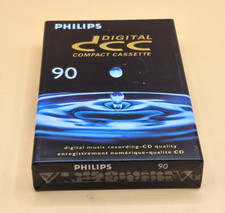 PHILIPS
DIGITAL
dcc
COMPACT CASSETTE
90
digital music recording-CD quality
enregistrement numérique-qualité CD
PHILIPS 90